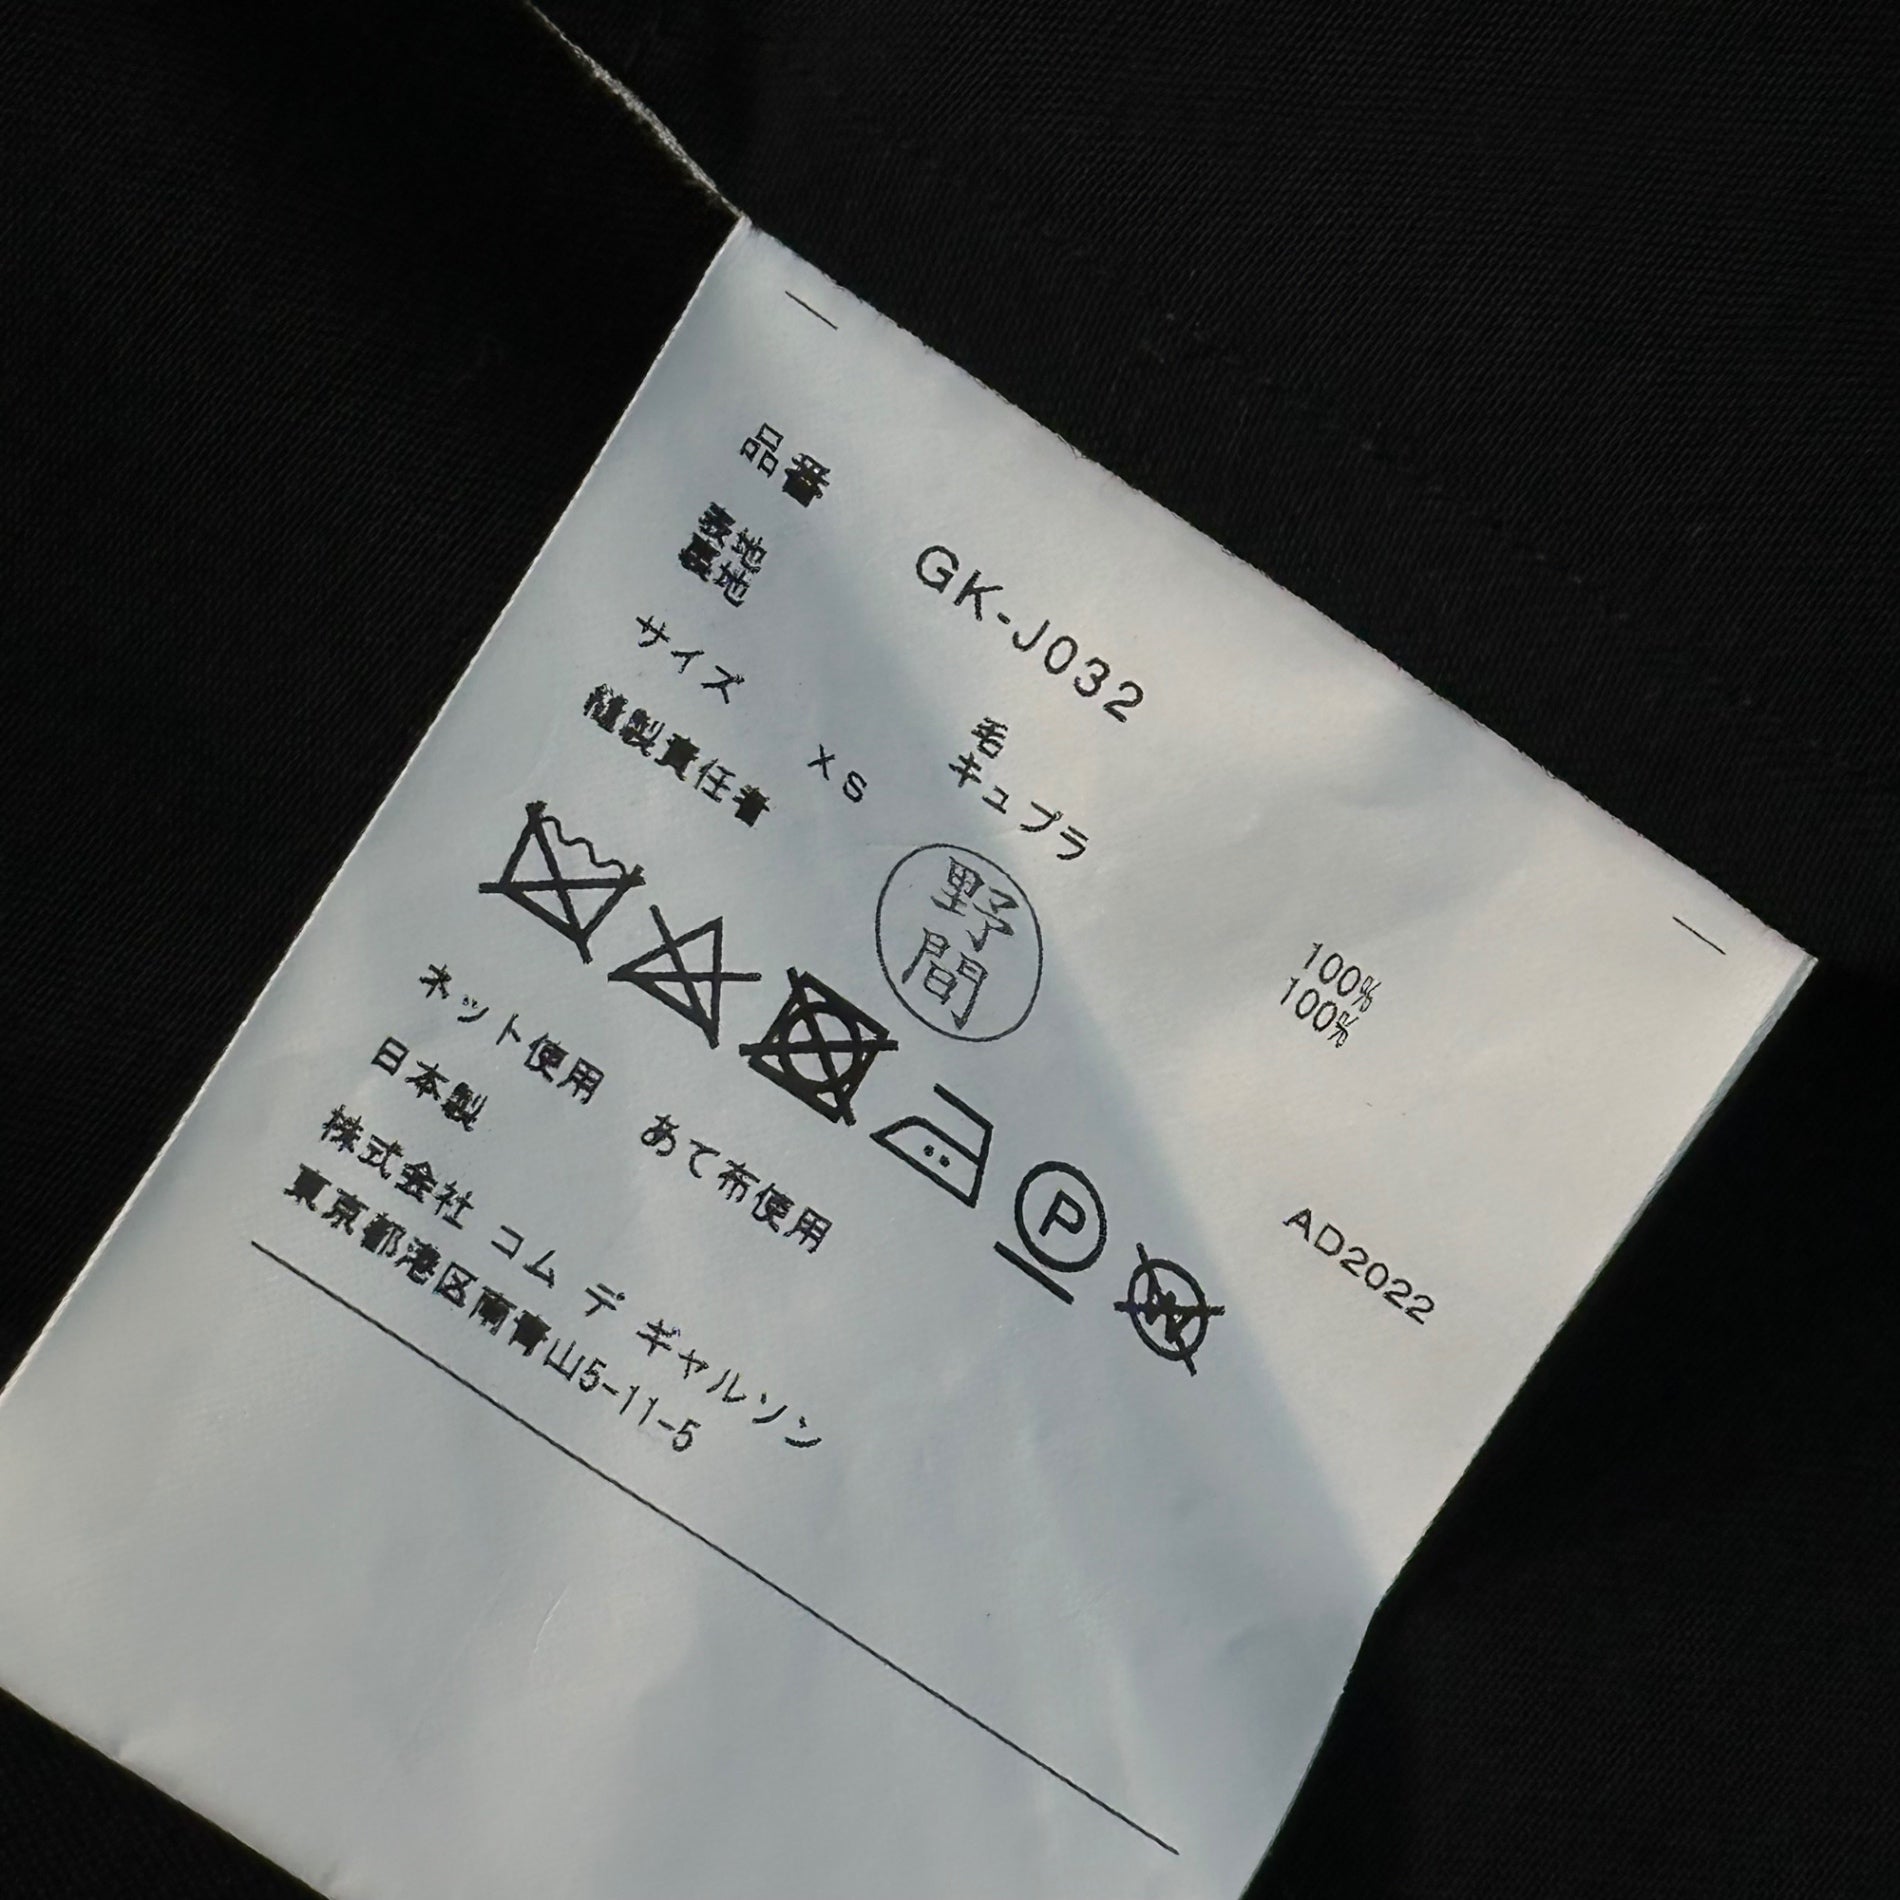 品番 GK-J032
表地 毛 100%
裏地 キュプラ 100%
サイズ XS
縫製責任者 野間
P
W
AD2022
ネット使用 あて布使用
日本製
株式会社 コム デ ギャルソン
東京都港区南青山5-11-5